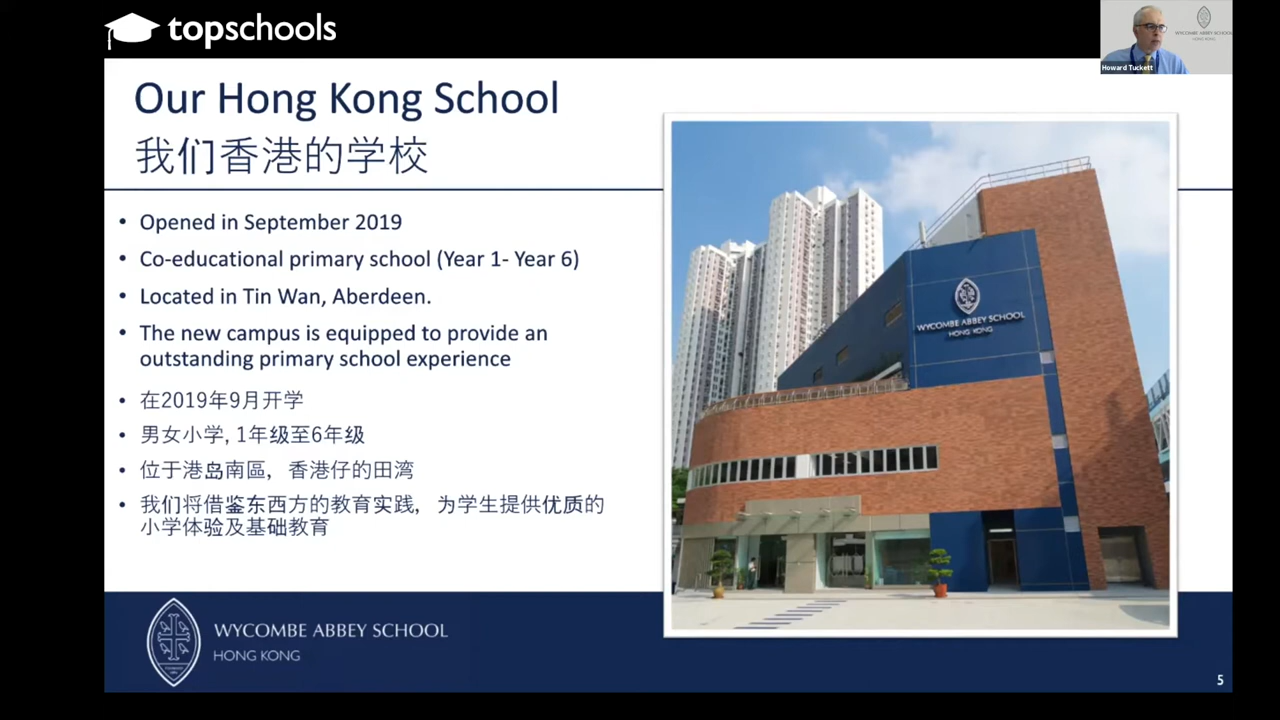 topschools
WYCOMBE ABBEY SCHOOL
HONG KONG
Howard Tuckett
Our Hong Kong School
我们香港的学校
• Opened in September 2019
• Co-educational primary school (Year 1- Year 6)
• Located in Tin Wan, Aberdeen.
• The new campus is equipped to provide an
outstanding primary school experience
• 在2019年9月开学
• 男女小学, 1年级至6年级
• 位于港岛南區，香港仔的田湾
• 我们将借鉴东西方的教育实践，为学生提供优质的
小学体验及基础教育
WYCOMBE ABBEY SCHOOL
HONG KONG
WYCOMBE ABBEY SCHOOL
HONG KONG
5